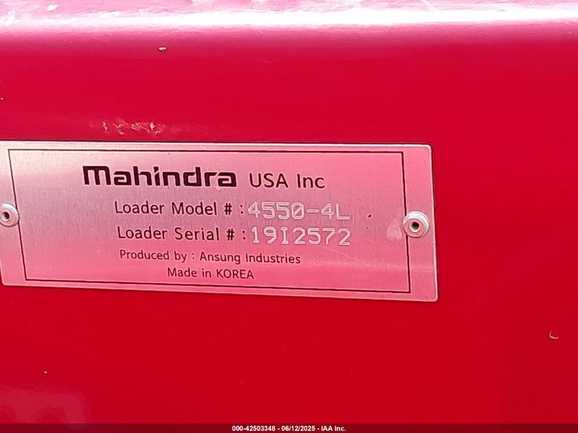 Mahindra USA Inc
Loader Model # : 4550-4L
Loader Serial # : 19I2572
Produced by : Ansung Industries
Made in KOREA
000-42503348 - 06/12/2025 - IAA Inc.